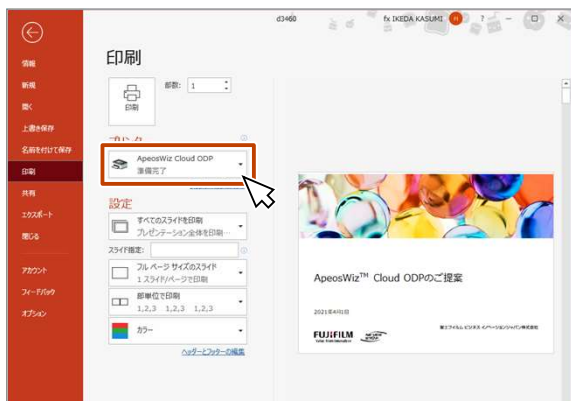 d3460
fx IKEDA KASUMI
FI
?
情報
新規
開く
上書き保存
名前を付けて保存
印刷
共有
エクスポート
閉じる
アカウント
フィードバック
オプション
印刷
印刷
部数: 1
プリンター
ApeosWiz Cloud ODP
準備完了
設定
すべてのスライドを印刷
プレゼンテーション全体を印刷…
スライド指定:
フル ページ サイズのスライド
1 スライド/ページで印刷
部単位で印刷
1,2,3 1,2,3 1,2,3
カラー
ヘッダーとフッターの編集
ApeosWiz™ Cloud ODPのご提案
2021年4月1日
富士フイルム ビジネス イノベーションジャパン株式会社
FUJIFILM
Value from Innovation